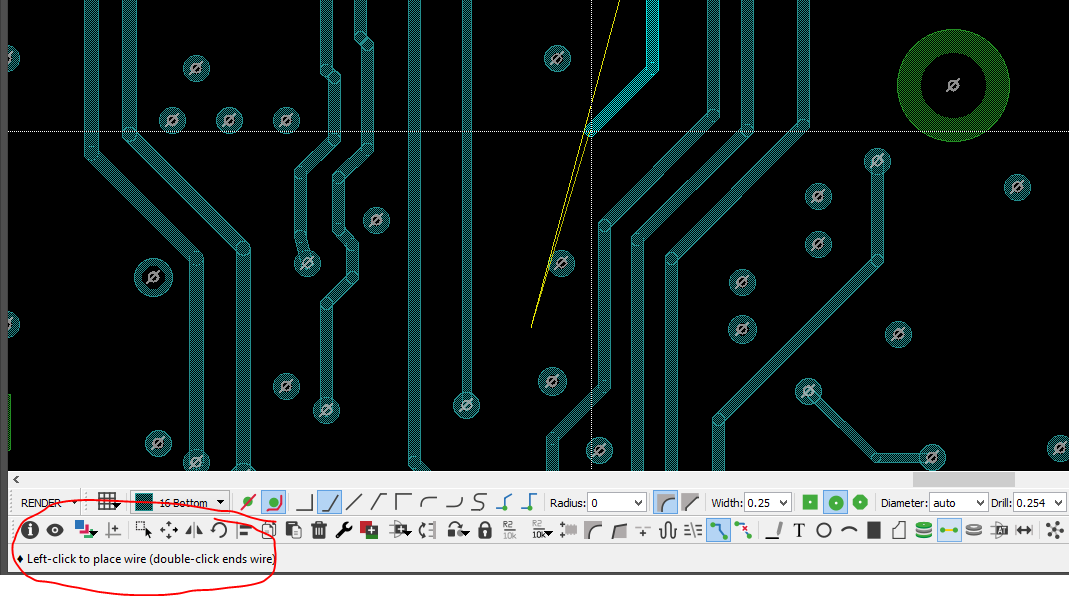 RENDER 16 Bottom Radius: 0 Width: 0.25 Diameter: auto Drill: 0.254
R2 10k R2 10k T
Left-click to place wire (double-click ends wire)